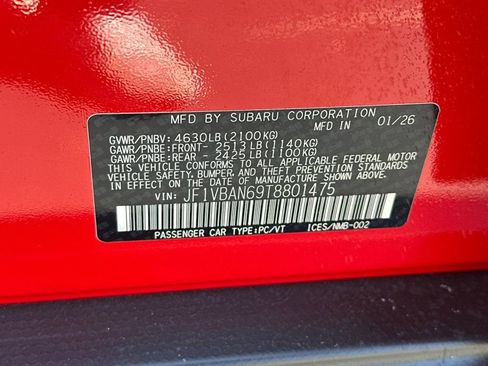 MFD BY SUBARU CORPORATION
MADE IN JAPAN 01/26
GVWR/PNBV: 4630LB(2100KG)
GAWR/PNBE:FRONT- 2513LB(1140KG)
GAWR/PNBE:REAR - 2425LB(1100KG)
THIS VEHICLE CONFORMS TO ALL APPLICABLE FEDERAL MOTOR
VEHICLE SAFETY, BUMPER, AND THEFT PREVENTION STANDARDS
IN EFFECT ON THE DATE OF MANUFACTURE SHOWN ABOVE.
VIN: JF1VBAN69T8801475
PASSENGER CAR TYPE:PC/VT ICES/NMB-002